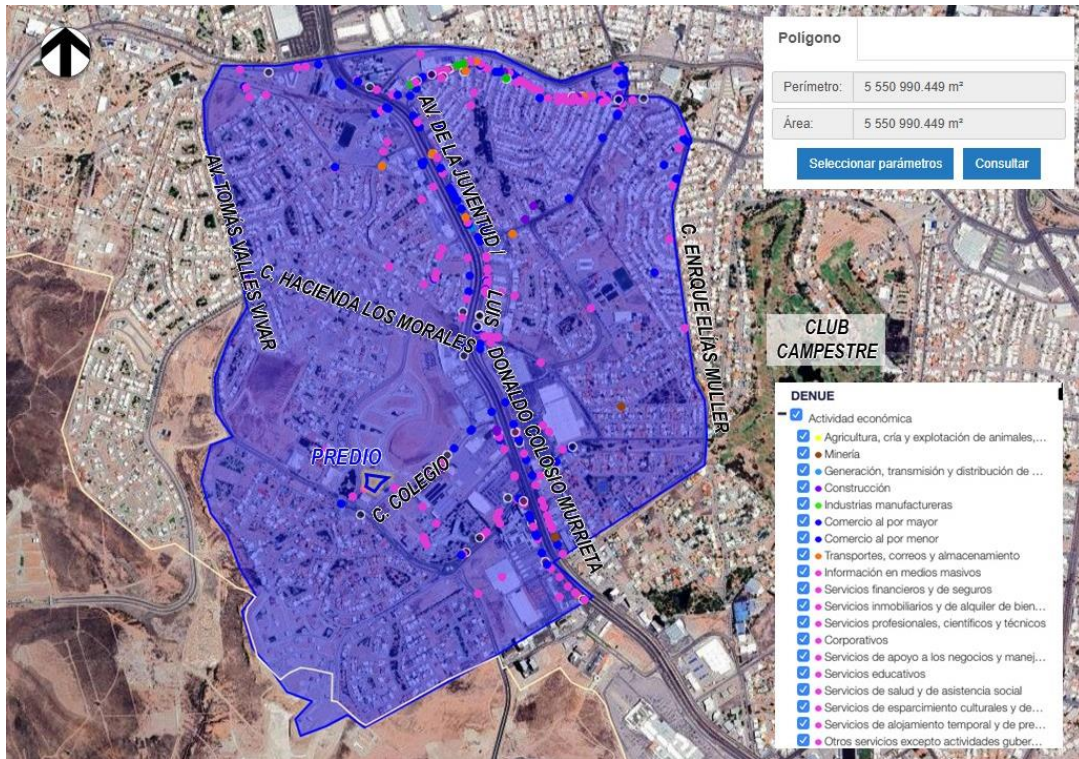 Polígono
Perímetro: 5 550 990.449 m²
Área: 5 550 990.449 m²
Seleccionar parámetros Consultar
AV. TOMÁS VALLES VIVAR
AV. DE LA JUVENTUD /
LUIS DONALDO COLOSIO MURRIETA
C. HACIENDA LOS MORALES
C. ENRQUE ELÍAS MULLER
CLUB
CAMPESTRE
PREDIO
C. COLEGIO
DENUE
Actividad económica
Agricultura, cría y explotación de animales,...
Minería
Generación, transmisión y distribución de ...
Construcción
Industrias manufactureras
Comercio al por mayor
Comercio al por menor
Transportes, correos y almacenamiento
Información en medios masivos
Servicios financieros y de seguros
Servicios inmobiliarios y de alquiler de bien...
Servicios profesionales, científicos y técnicos
Corporativos
Servicios de apoyo a los negocios y manej...
Servicios educativos
Servicios de salud y de asistencia social
Servicios de esparcimiento culturales y de...
Servicios de alojamiento temporal y de pre...
Otros servicios excepto actividades guber...